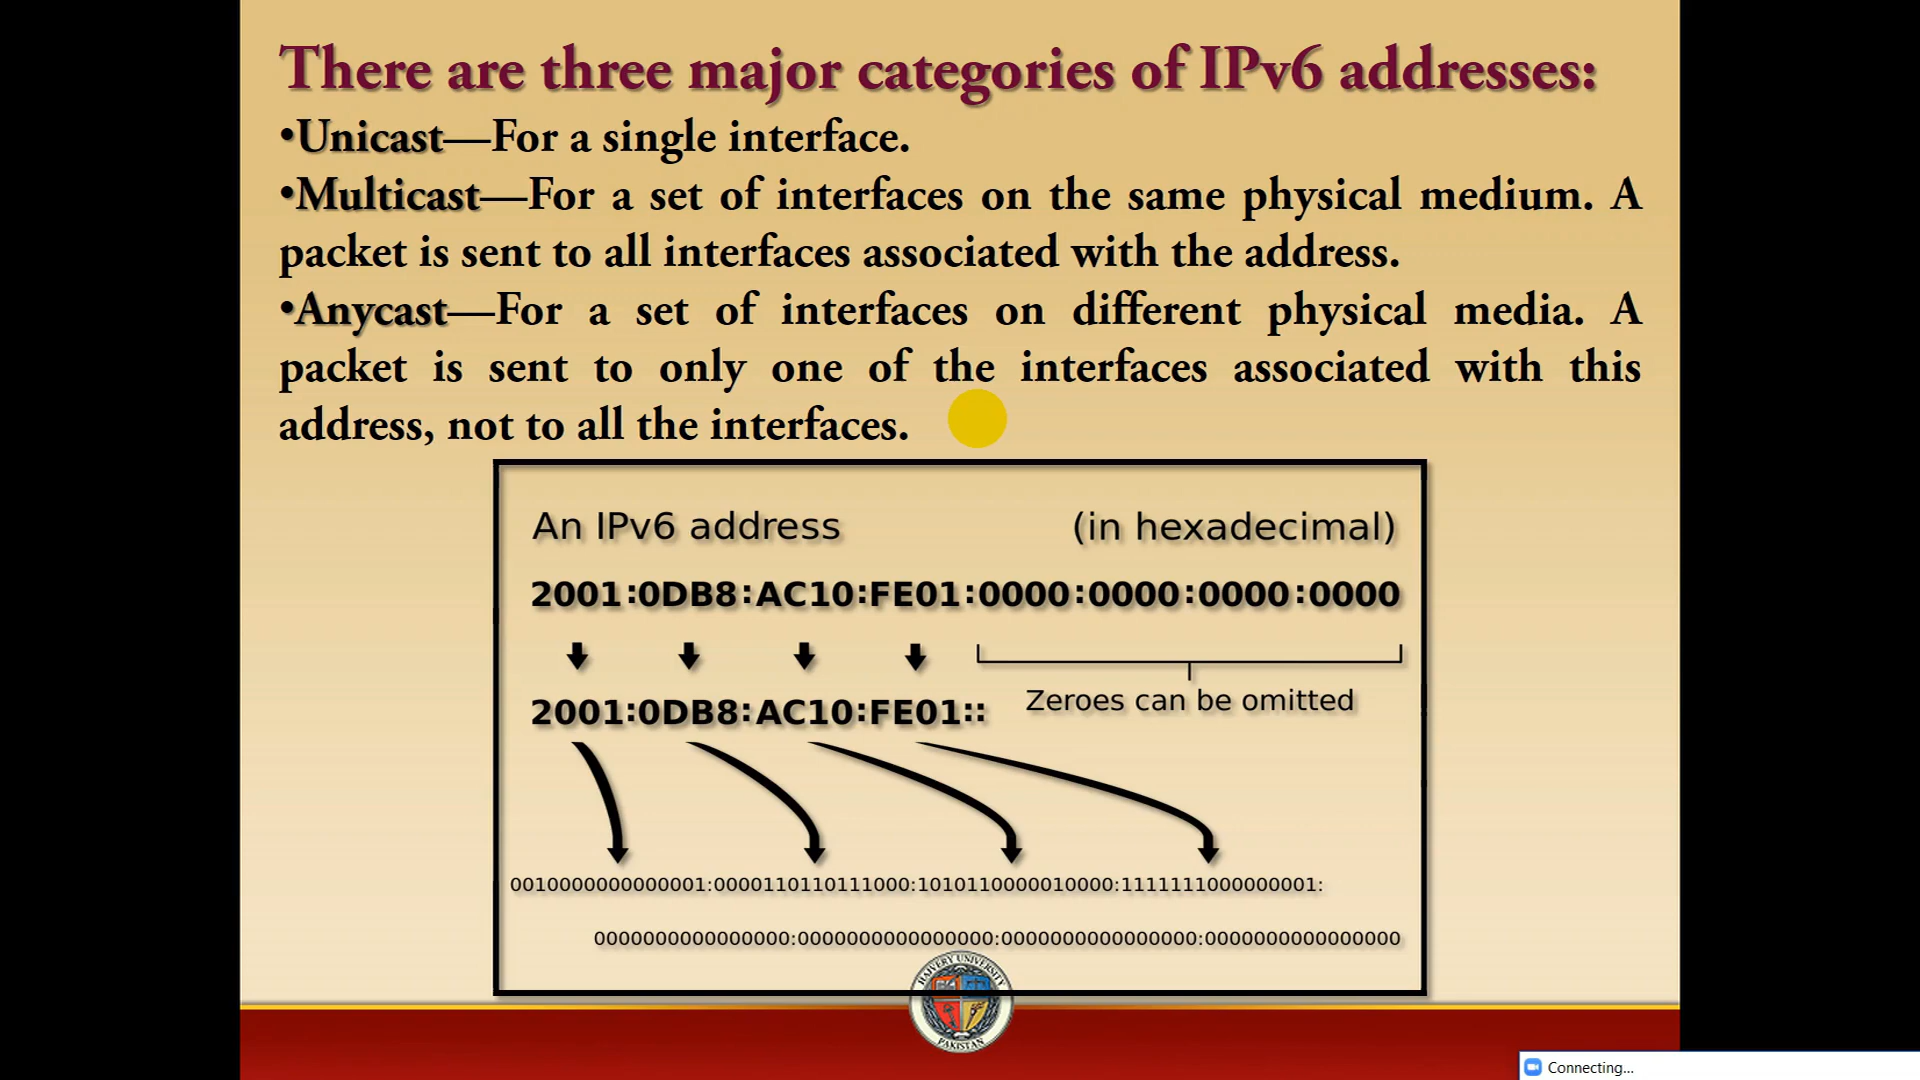 There are three major categories of IPv6 addresses:
•Unicast—For a single interface.
•Multicast—For a set of interfaces on the same physical medium. A
packet is sent to all interfaces associated with the address.
•Anycast—For a set of interfaces on different physical media. A
packet is sent to only one of the interfaces associated with this
address, not to all the interfaces.
An IPv6 address (in hexadecimal)
2001:0DB8:AC10:FE01:0000:0000:0000:0000
Zeroes can be omitted
2001:0DB8:AC10:FE01::
0010000000000001:0000110110111000:1010110000010000:1111111000000001:
0000000000000000:0000000000000000:0000000000000000:0000000000000000
UNIVERSITY
PAKISTAN
Connecting...